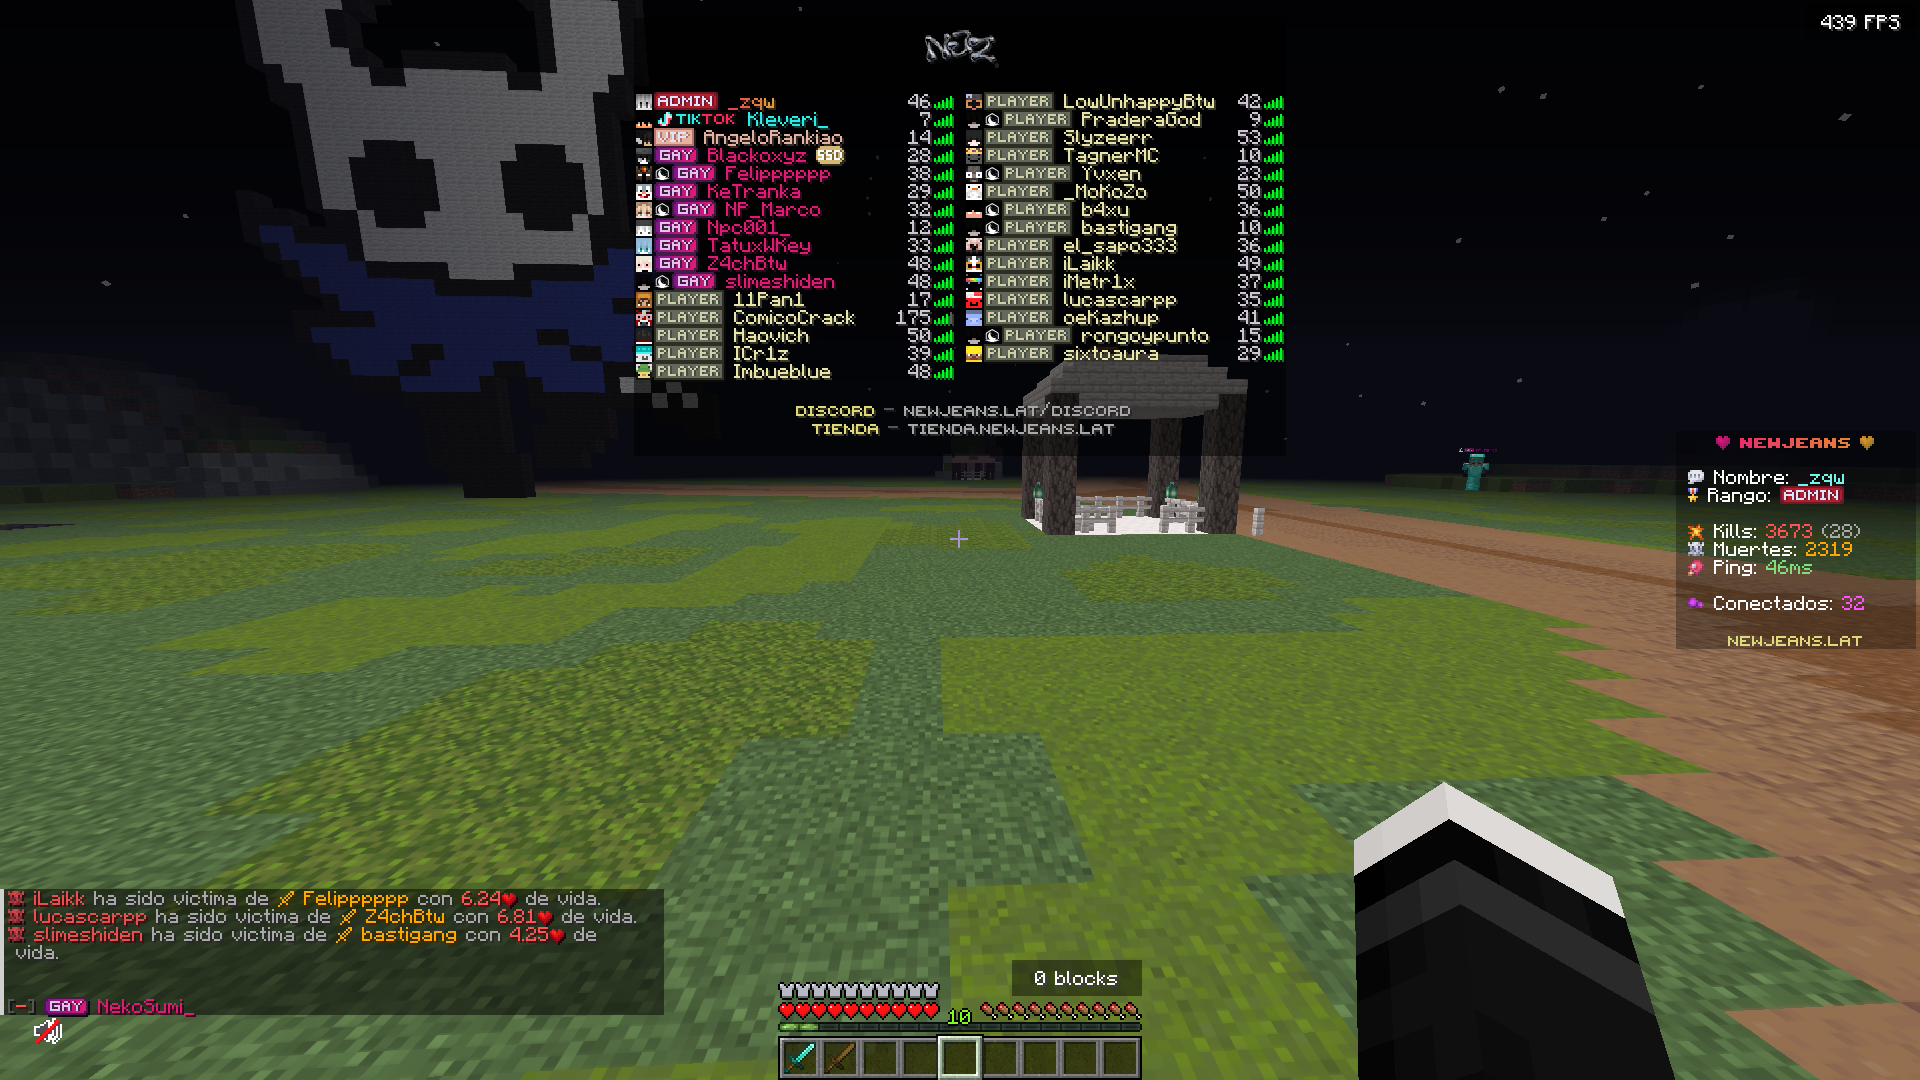 439 FPS
NEJZ
ADMIN _zqw 46
TIKTOK Kleveri_ 7
VIP AngeloRankiao 14
GAY Blackoxyz SSD 28
GAY Felipppppp 38
GAY KeTranka 29
GAY NP_Marco 32
GAY Npc001_ 12
GAY TatuxWKey 33
GAY Z4chBtw 48
GAY slimeshiden 48
PLAYER 11Pan1 17
PLAYER ComicoCrack 175
PLAYER Haovich 50
PLAYER ICr1z 39
PLAYER Imbueblue 48
PLAYER LowUnhappyBtw 42
PLAYER PraderaGod 9
PLAYER Slyzeerr 53
PLAYER TagnerMC 10
PLAYER Yvxen 23
PLAYER _MoKoZo 50
PLAYER b4xu 36
PLAYER bastigang 10
PLAYER el_sapo333 36
PLAYER iLaikk 49
PLAYER iMetr1x 37
PLAYER lucascarpp 35
PLAYER oeKazhup 41
PLAYER rongoypunto 15
PLAYER sixtoaura 29
DISCORD - NEWJEANS.LAT/DISCORD
TIENDA - TIENDA.NEWJEANS.LAT
NEWJEANS
Nombre: _zqw
Rango: ADMIN
Kills: 3673 (28)
Muertes: 2319
Ping: 46ms
Conectados: 32
NEWJEANS.LAT
iLaikk ha sido victima de Felipppppp con 6.24 de vida.
lucascarpp ha sido victima de Z4chBtw con 6.81 de vida.
slimeshiden ha sido victima de bastigang con 4.25 de
vida.
[-] GAY NekoSumi_
0 blocks
10